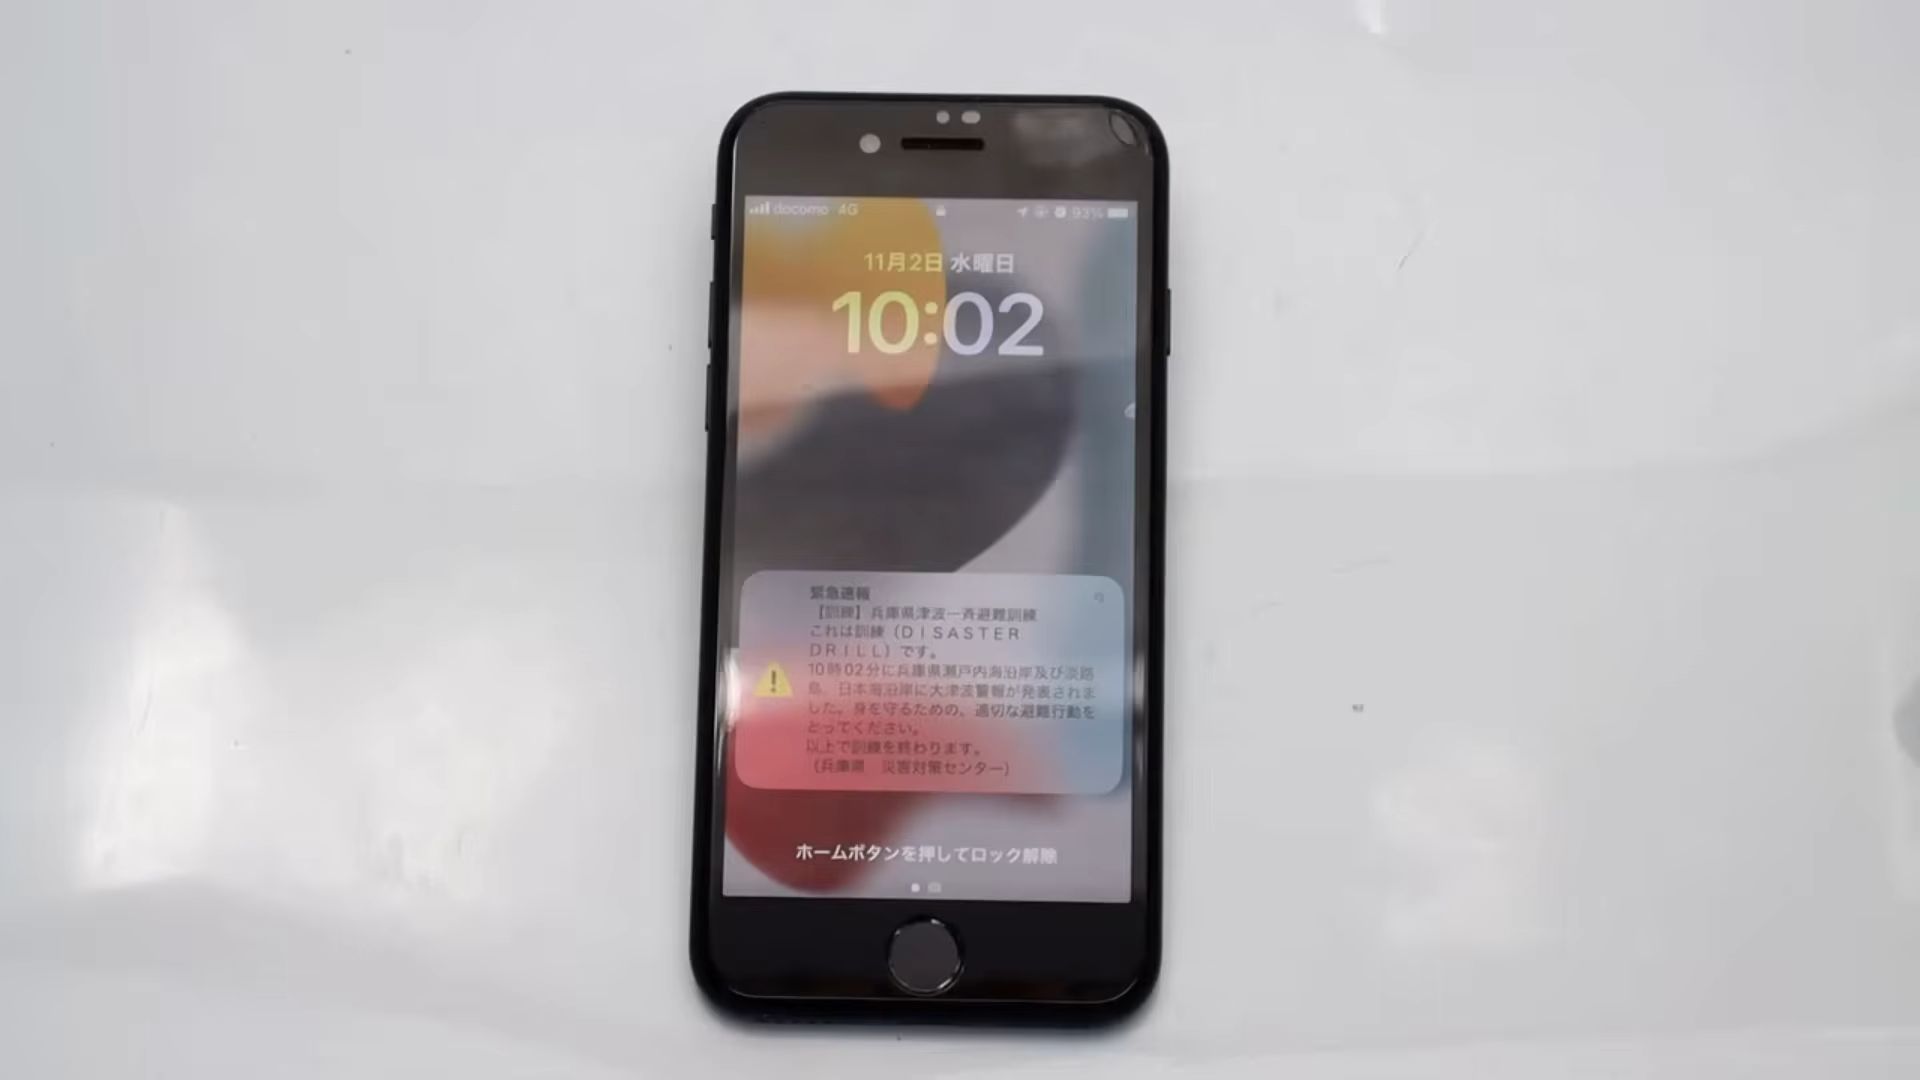 docomo 4G 93%
11月2日 水曜日
10:02
緊急速報
【訓練】兵庫県津波一斉避難訓練
これは訓練（ＤＩＳＡＳＴＥＲ
ＤＲＩＬＬ）です。
10時02分に兵庫県瀬戸内海沿岸及び淡路
島、日本海沿岸に大津波警報が発表されま
した。身を守るための、適切な避難行動を
とってください。
以上で訓練を終わります。
（兵庫県　災害対策センター）
ホームボタンを押してロック解除